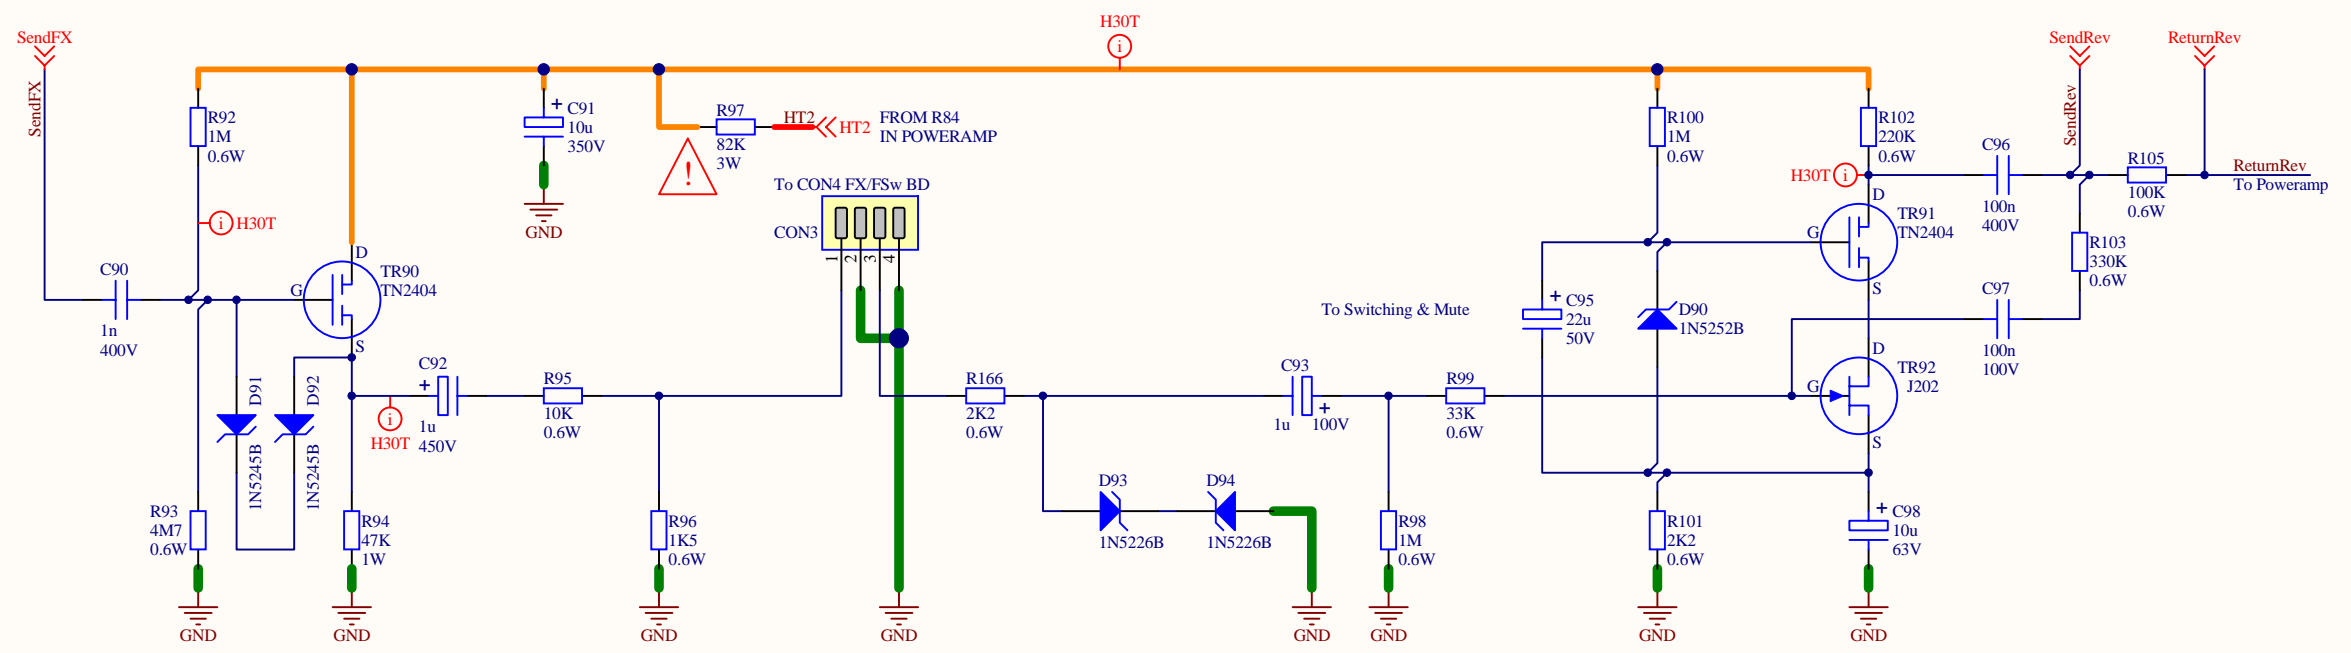 H30T
i
SendFX
SendFX
SendRev
SendRev
ReturnRev
R92
1M
0.6W
i H30T
C90
1n
400V
G
D
S
TR90
TN2404
+ C91
10u
350V
GND
R97
82K
3W
!
HT2
HT2
FROM R84
IN POWERAMP
To CON4 FX/FSw BD
CON3
1
2
3
4
D91
1N5245B
D92
1N5245B
R93
4M7
0.6W
GND
R94
47K
1W
GND
i
H30T
C92
+
1u
450V
R95
10K
0.6W
R96
1K5
0.6W
GND
GND
R166
2K2
0.6W
D93
1N5226B
D94
1N5226B
GND
C93
+
1u
100V
R98
1M
0.6W
GND
R99
33K
0.6W
To Switching & Mute
+ C95
22u
50V
R100
1M
0.6W
D90
1N5252B
R101
2K2
0.6W
GND
R102
220K
0.6W
H30T i
D
G
S
TR91
TN2404
D
G
S
TR92
J202
+ C98
10u
63V
GND
C96
100n
400V
C97
100n
100V
R103
330K
0.6W
R105
100K
0.6W
ReturnRev
To Poweramp